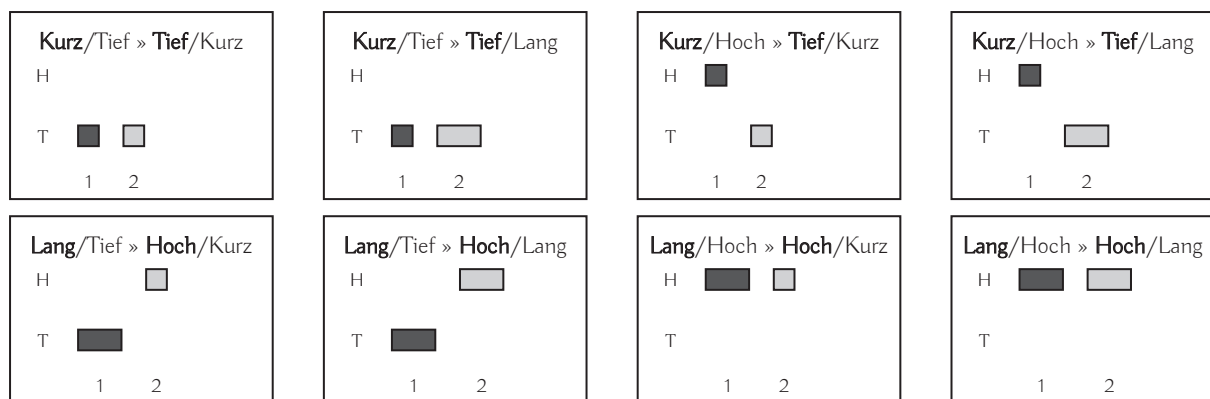 Kurz/Tief » Tief/Kurz
H
T
1 2
Kurz/Tief » Tief/Lang
H
T
1 2
Kurz/Hoch » Tief/Kurz
H
T
1 2
Kurz/Hoch » Tief/Lang
H
T
1 2
Lang/Tief » Hoch/Kurz
H
T
1 2
Lang/Tief » Hoch/Lang
H
T
1 2
Lang/Hoch » Hoch/Kurz
H
T
1 2
Lang/Hoch » Hoch/Lang
H
T
1 2